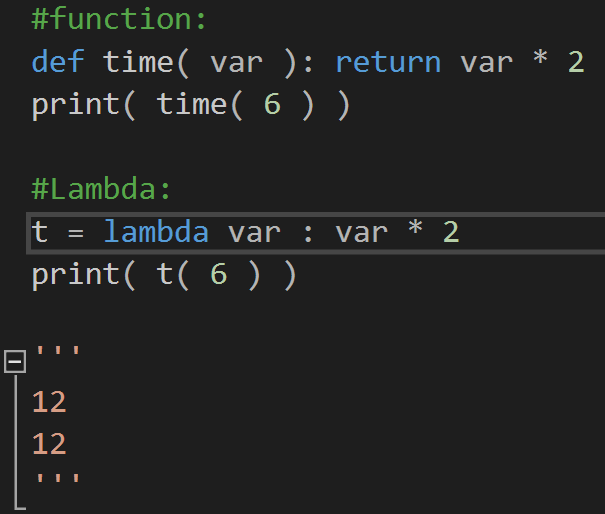 #function:
def time( var ): return var * 2
print( time( 6 ) )
#Lambda:
t = lambda var : var * 2
print( t( 6 ) )
'''
12
12
'''